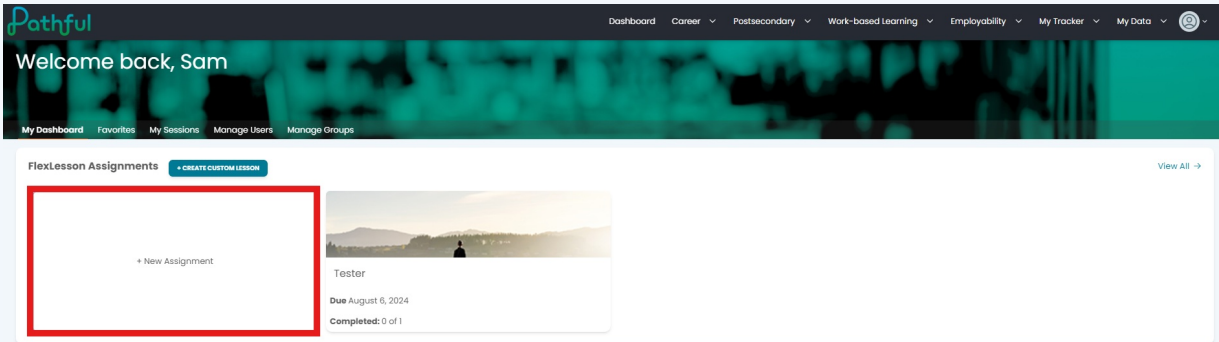 Pathful
Dashboard Career Postsecondary Work-based Learning Employability My Tracker My Data
Welcome back, Sam
My Dashboard Favorites My Sessions Manage Users Manage Groups
FlexLesson Assignments + CREATE CUSTOM LESSON View All →
+ New Assignment
Tester
Due August 6, 2024
Completed: 0 of 1